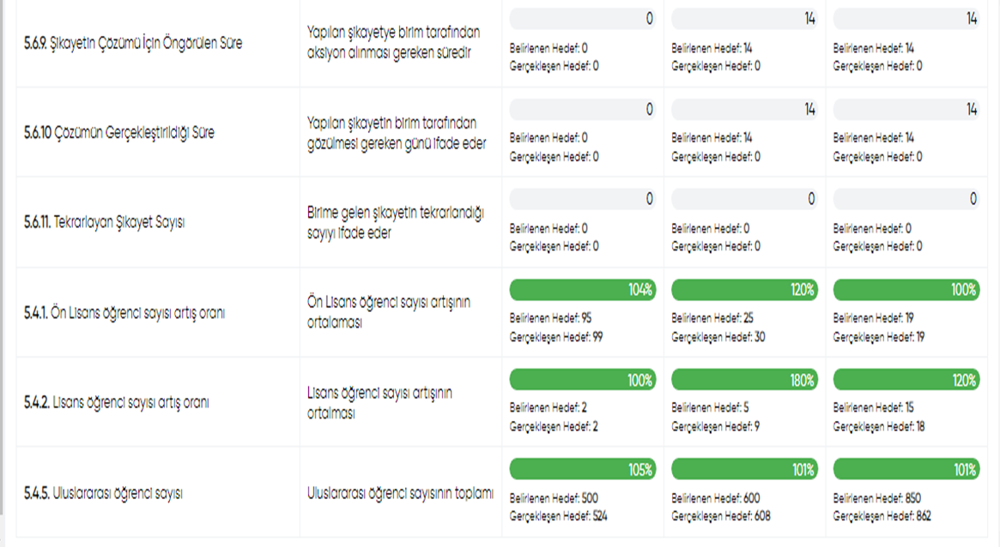 0
14
14
5.6.9. Şikayetin Çözümü İçin Öngörülen Süre
Yapılan şikayetye birim tarafından
aksiyon alınması gereken süredir
Belirlenen Hedef: 0
Gerçekleşen Hedef: 0
Belirlenen Hedef: 14
Gerçekleşen Hedef: 0
Belirlenen Hedef: 14
Gerçekleşen Hedef: 0
0
14
14
5.6.10 Çözümün Gerçekleştirildiği Süre
Yapılan şikayetin birim tarafından
gözülmesi gereken günü ifade eder
Belirlenen Hedef: 0
Gerçekleşen Hedef: 0
Belirlenen Hedef: 14
Gerçekleşen Hedef: 0
Belirlenen Hedef: 14
Gerçekleşen Hedef: 0
0
0
0
5.6.11. Tekrarlayan Şikayet Sayısı
Birime gelen şikayetin tekrarlandığı
sayıyı ifade eder
Belirlenen Hedef: 0
Gerçekleşen Hedef: 0
Belirlenen Hedef: 0
Gerçekleşen Hedef: 0
Belirlenen Hedef: 0
Gerçekleşen Hedef: 0
104%
120%
100%
5.4.1. Ön Lisans öğrenci sayısı artış oranı
Ön Lisans öğrenci sayısı artışının
ortalaması
Belirlenen Hedef: 95
Gerçekleşen Hedef: 99
Belirlenen Hedef: 25
Gerçekleşen Hedef: 30
Belirlenen Hedef: 19
Gerçekleşen Hedef: 19
100%
180%
120%
5.4.2. Lisans öğrenci sayısı artış oranı
Lisans öğrenci sayısı artışının
ortalması
Belirlenen Hedef: 2
Gerçekleşen Hedef: 2
Belirlenen Hedef: 5
Gerçekleşen Hedef: 9
Belirlenen Hedef: 15
Gerçekleşen Hedef: 18
105%
101%
101%
5.4.5. Uluslararası öğrenci sayısı
Uluslararası öğrenci sayısının toplamı
Belirlenen Hedef: 500
Gerçekleşen Hedef: 524
Belirlenen Hedef: 600
Gerçekleşen Hedef: 608
Belirlenen Hedef: 850
Gerçekleşen Hedef: 862